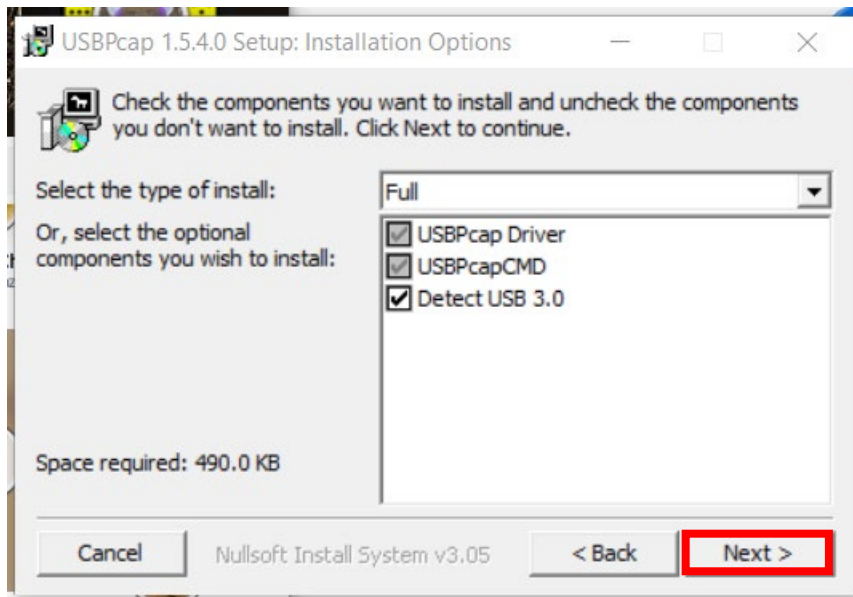 USBPcap 1.5.4.0 Setup: Installation Options
Check the components you want to install and uncheck the components
you don't want to install. Click Next to continue.
Select the type of install:
Full
Or, select the optional
components you wish to install:
USBPcap Driver
USBPcapCMD
Detect USB 3.0
Space required: 490.0 KB
Cancel
Nullsoft Install System v3.05
< Back
Next >